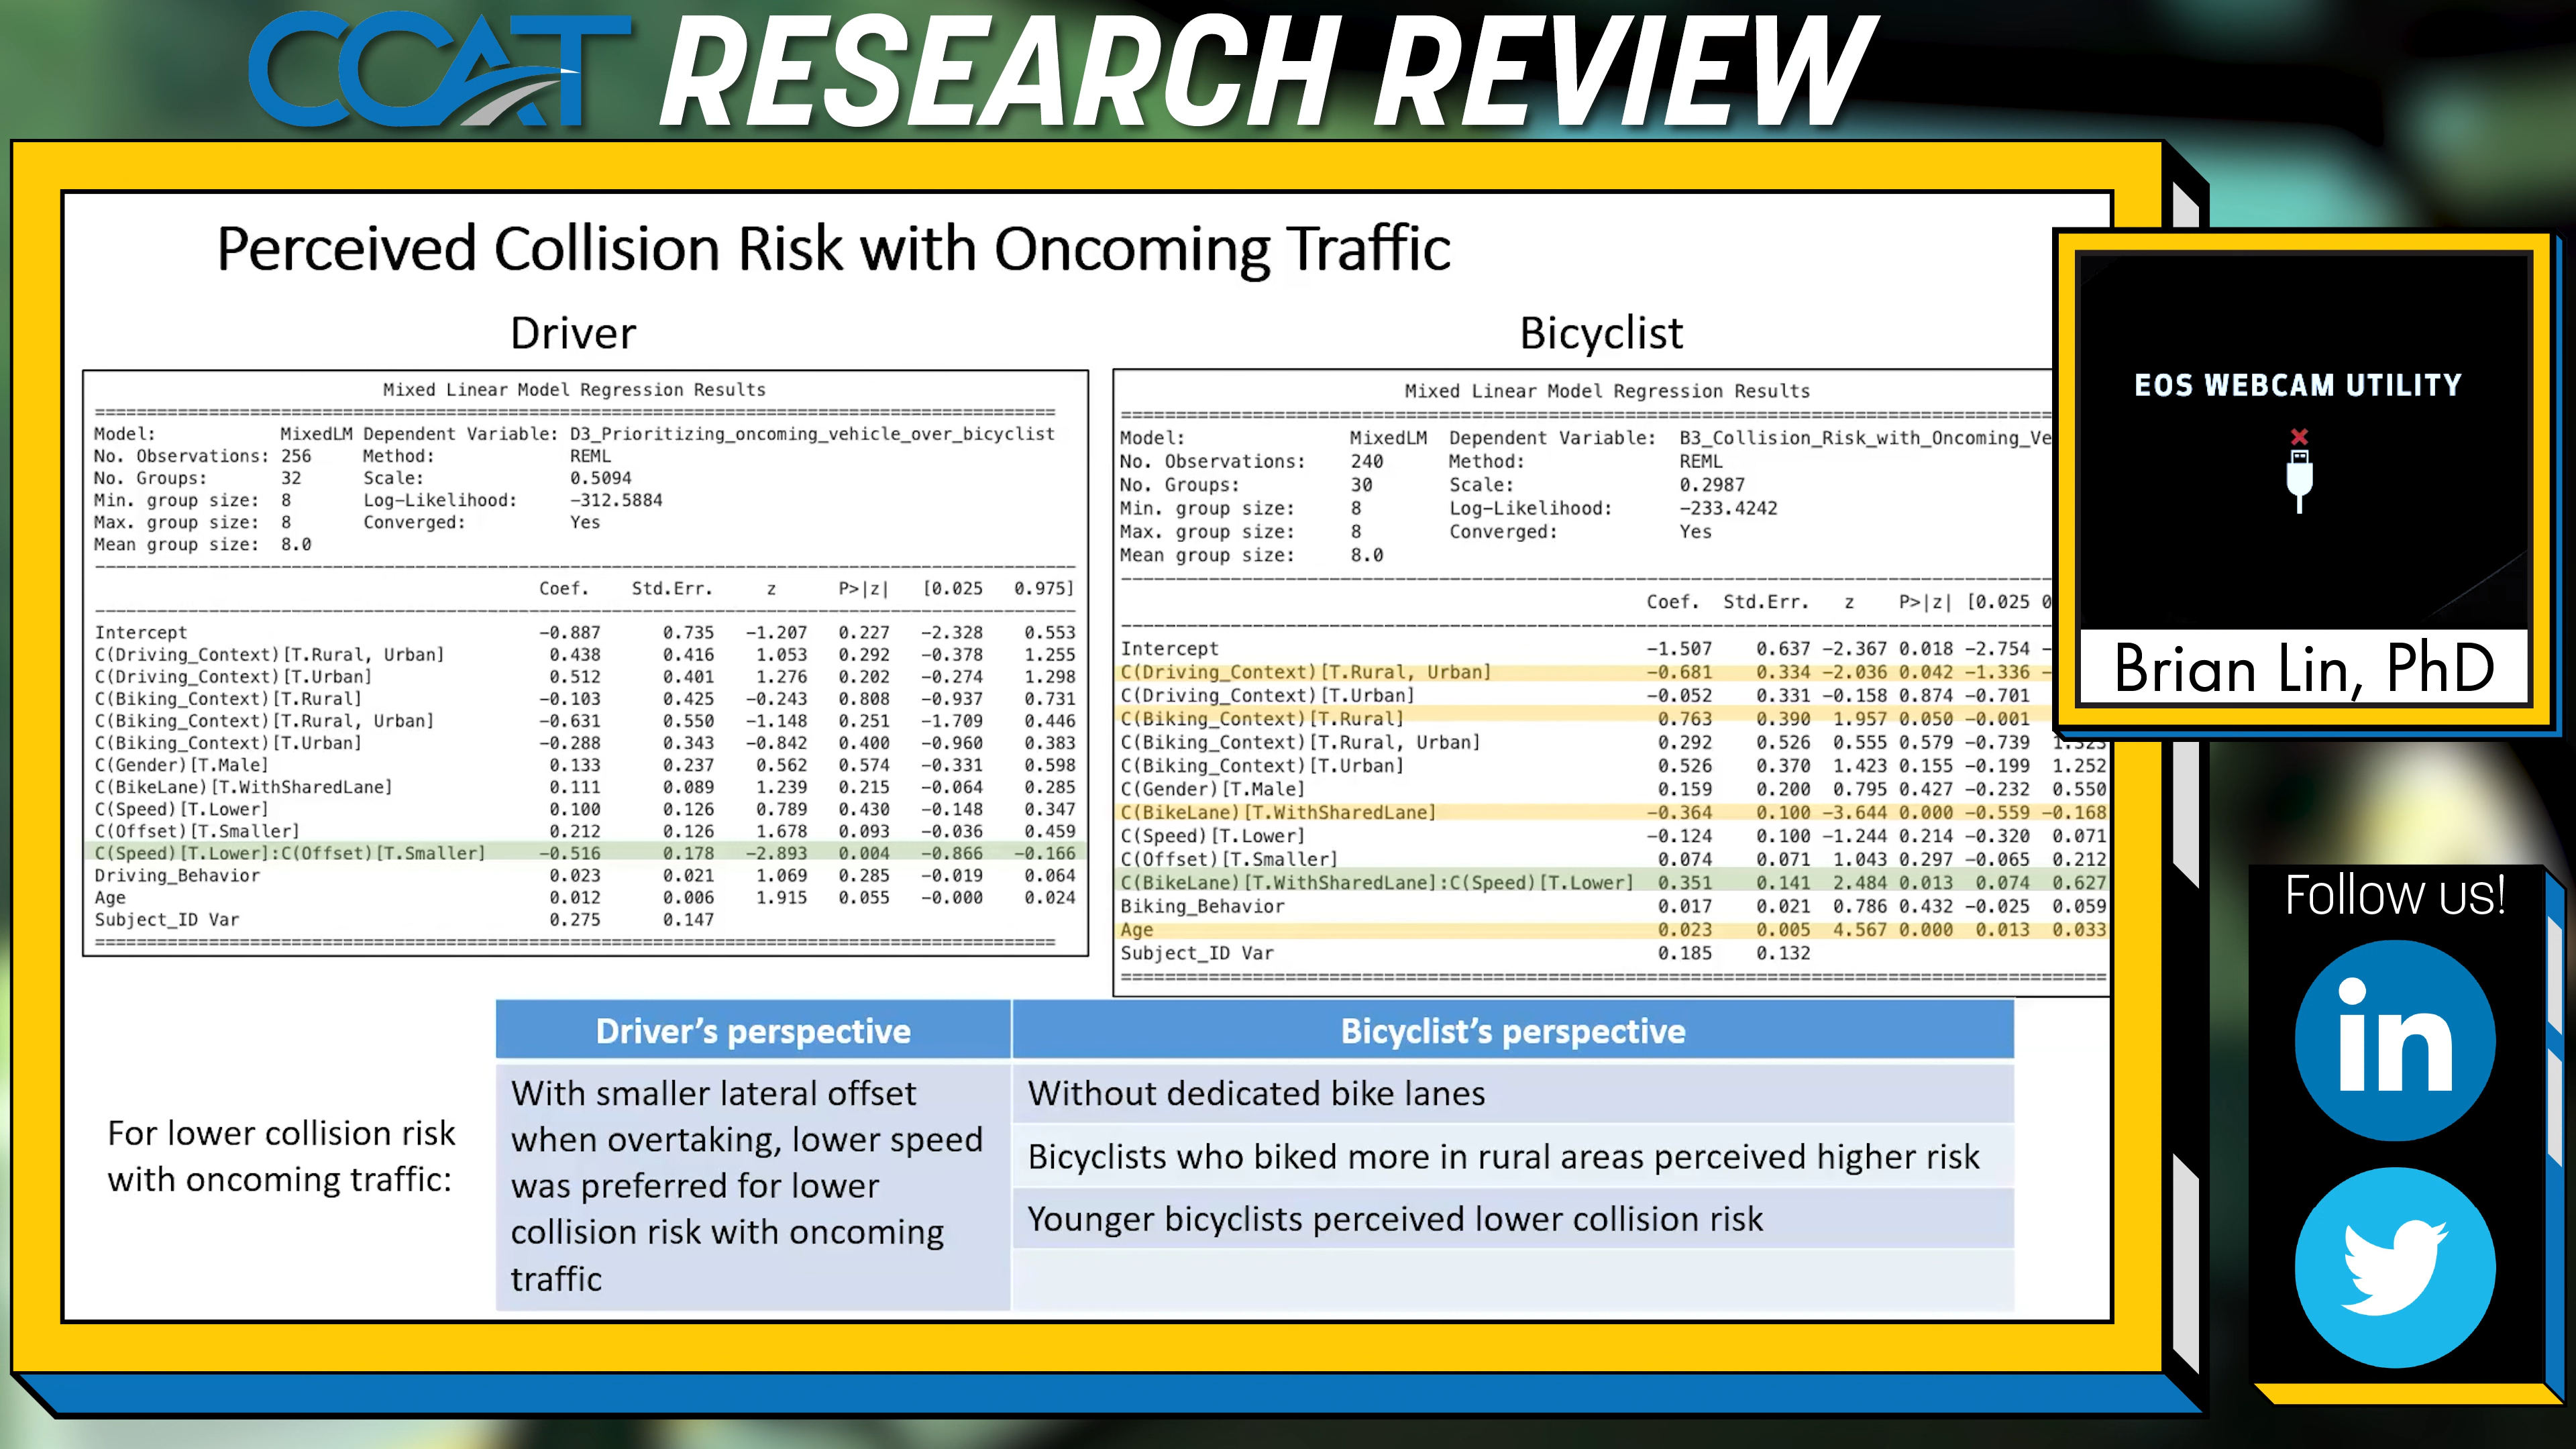 CCAT RESEARCH REVIEW
Perceived Collision Risk with Oncoming Traffic
Driver
Mixed Linear Model Regression Results
Model: MixedLM Dependent Variable: D3_Prioritizing_oncoming_vehicle_over_bicyclist
No. Observations: 256 Method: REML
No. Groups: 32 Scale: 0.5094
Min. group size: 8 Log-Likelihood: -312.5884
Max. group size: 8 Converged: Yes
Mean group size: 8.0
Coef. Std.Err. z P>|z| [0.025 0.975]
Intercept -0.887 0.735 -1.207 0.227 -2.328 0.553
C(Driving_Context)[T.Rural, Urban] 0.438 0.416 1.053 0.292 -0.378 1.255
C(Driving_Context)[T.Urban] 0.512 0.401 1.276 0.202 -0.274 1.298
C(Biking_Context)[T.Rural] -0.103 0.425 -0.243 0.808 -0.937 0.731
C(Biking_Context)[T.Rural, Urban] -0.631 0.550 -1.148 0.251 -1.709 0.446
C(Biking_Context)[T.Urban] -0.288 0.343 -0.842 0.400 -0.960 0.383
C(Gender)[T.Male] 0.133 0.237 0.562 0.574 -0.331 0.598
C(BikeLane)[T.WithSharedLane] 0.111 0.089 1.239 0.215 -0.064 0.285
C(Speed)[T.Lower] 0.100 0.126 0.789 0.430 -0.148 0.347
C(Offset)[T.Smaller] 0.212 0.126 1.678 0.093 -0.036 0.459
C(Speed)[T.Lower]:C(Offset)[T.Smaller] -0.516 0.178 -2.893 0.004 -0.866 -0.166
Driving_Behavior 0.023 0.021 1.069 0.285 -0.019 0.064
Age 0.012 0.006 1.915 0.055 -0.000 0.024
Subject_ID Var 0.275 0.147
Bicyclist
Mixed Linear Model Regression Results
Model: MixedLM Dependent Variable: B3_Collision_Risk_with_Oncoming_Ve
No. Observations: 240 Method: REML
No. Groups: 30 Scale: 0.2987
Min. group size: 8 Log-Likelihood: -233.4242
Max. group size: 8 Converged: Yes
Mean group size: 8.0
Coef. Std.Err. z P>|z| [0.025 0
Intercept -1.507 0.637 -2.367 0.018 -2.754 -
C(Driving_Context)[T.Rural, Urban] -0.681 0.334 -2.036 0.042 -1.336 -
C(Driving_Context)[T.Urban] -0.052 0.331 -0.158 0.874 -0.701
C(Biking_Context)[T.Rural] 0.763 0.390 1.957 0.050 -0.001
C(Biking_Context)[T.Rural, Urban] 0.292 0.526 0.555 0.579 -0.739 1.323
C(Biking_Context)[T.Urban] 0.526 0.370 1.423 0.155 -0.199 1.252
C(Gender)[T.Male] 0.159 0.200 0.795 0.427 -0.232 0.550
C(BikeLane)[T.WithSharedLane] -0.364 0.100 -3.644 0.000 -0.559 -0.168
C(Speed)[T.Lower] -0.124 0.100 -1.244 0.214 -0.320 0.071
C(Offset)[T.Smaller] 0.074 0.071 1.043 0.297 -0.065 0.212
C(BikeLane)[T.WithSharedLane]:C(Speed)[T.Lower] 0.351 0.141 2.484 0.013 0.074 0.627
Biking_Behavior 0.017 0.021 0.786 0.432 -0.025 0.059
Age 0.023 0.005 4.567 0.000 0.013 0.033
Subject_ID Var 0.185 0.132
For lower collision risk
with oncoming traffic:
Driver's perspective
With smaller lateral offset
when overtaking, lower speed
was preferred for lower
collision risk with oncoming
traffic
Bicyclist's perspective
Without dedicated bike lanes
Bicyclists who biked more in rural areas perceived higher risk
Younger bicyclists perceived lower collision risk
EOS WEBCAM UTILITY
Brian Lin, PhD
Follow us!
in